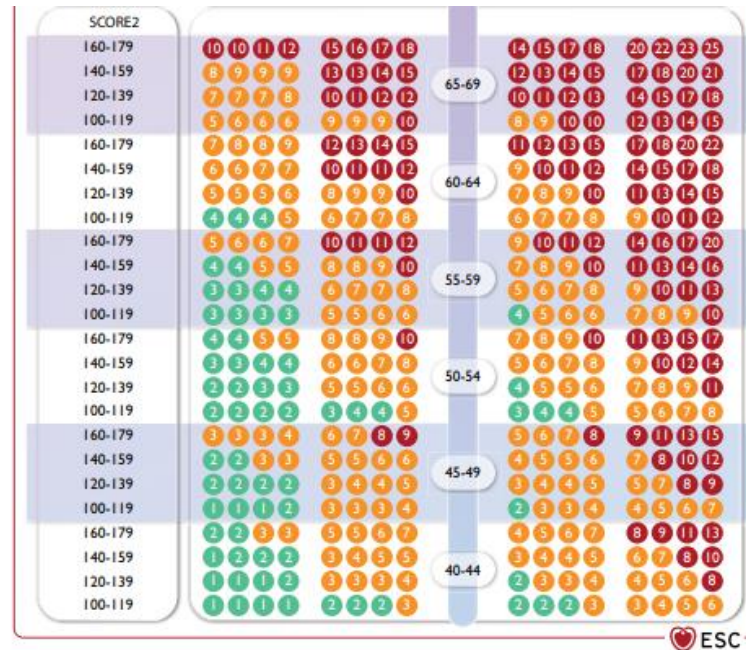 SCORE2
160-179 10 10 11 12 15 16 17 18 14 15 17 18 20 22 23 25
140-159 8 9 9 9 13 13 14 15 12 13 14 15 17 18 20 21
65-69
120-139 7 7 7 8 10 11 12 12 10 11 12 13 14 15 17 18
100-119 5 6 6 6 9 9 9 10 8 9 10 10 12 13 14 15
160-179 7 8 8 9 12 13 14 15 11 12 13 15 17 18 20 22
140-159 6 6 7 7 10 11 11 12 9 10 11 12 14 15 17 18
60-64
120-139 5 5 5 6 8 9 9 10 7 8 9 10 11 13 14 15
100-119 4 4 4 5 6 7 7 8 6 7 7 8 9 10 11 12
160-179 5 6 6 7 10 11 11 12 9 10 11 12 14 16 17 20
140-159 4 4 5 5 8 8 9 10 7 8 9 10 11 13 14 16
55-59
120-139 3 3 4 4 6 7 7 8 5 6 7 8 9 10 11 13
100-119 3 3 3 3 5 5 6 6 4 5 6 6 7 8 9 10
160-179 4 4 5 5 8 8 9 10 7 8 9 10 11 13 15 17
140-159 3 3 4 4 6 6 7 8 5 6 7 8 9 10 12 14
50-54
120-139 2 2 3 3 5 5 6 6 4 5 5 6 7 8 9 11
100-119 2 2 2 2 3 4 4 5 3 4 4 5 5 6 7 8
160-179 3 3 3 4 6 7 8 9 5 6 7 8 9 11 13 15
140-159 2 2 3 3 5 5 6 6 4 5 5 6 7 8 10 12
45-49
120-139 2 2 2 2 3 4 4 5 3 4 4 5 5 7 8 9
100-119 1 1 1 2 3 3 3 4 2 3 3 4 4 5 6 7
160-179 2 2 3 3 5 5 6 7 4 5 6 7 8 9 11 13
140-159 1 2 2 2 3 4 5 5 3 4 4 5 6 7 8 10
40-44
120-139 1 1 1 2 3 3 3 4 2 3 3 4 4 5 6 8
100-119 1 1 1 1 2 2 2 3 2 2 2 3 3 4 5 6
ESC